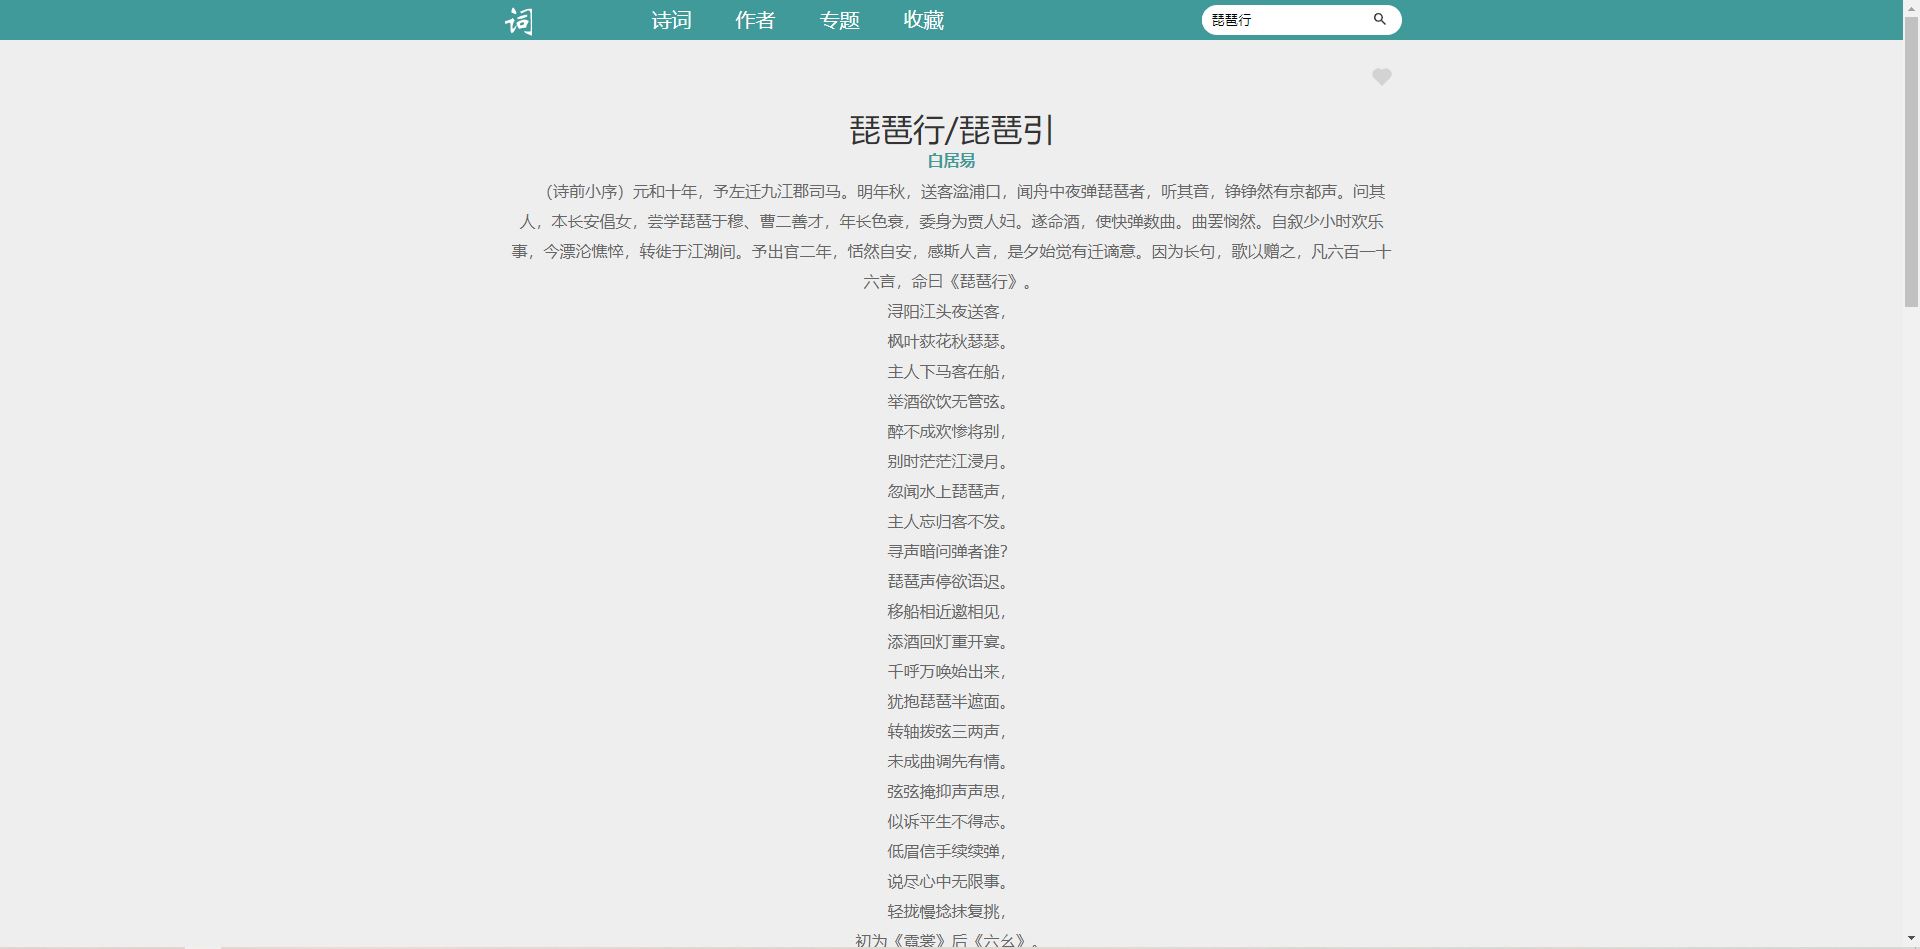 词 诗词 作者 专题 收藏 琵琶行
琵琶行/琵琶引
白居易
（诗前小序）元和十年，予左迁九江郡司马。明年秋，送客湓浦口，闻舟中夜弹琵琶者，听其音，铮铮然有京都声。问其
人，本长安倡女，尝学琵琶于穆、曹二善才，年长色衰，委身为贾人妇。遂命酒，使快弹数曲。曲罢悯然。自叙少小时欢乐
事，今漂沦憔悴，转徙于江湖间。予出官二年，恬然自安，感斯人言，是夕始觉有迁谪意。因为长句，歌以赠之，凡六百一十
六言，命曰《琵琶行》。
浔阳江头夜送客，
枫叶荻花秋瑟瑟。
主人下马客在船，
举酒欲饮无管弦。
醉不成欢惨将别，
别时茫茫江浸月。
忽闻水上琵琶声，
主人忘归客不发。
寻声暗问弹者谁?
琵琶声停欲语迟。
移船相近邀相见，
添酒回灯重开宴。
千呼万唤始出来，
犹抱琵琶半遮面。
转轴拨弦三两声，
未成曲调先有情。
弦弦掩抑声声思，
似诉平生不得志。
低眉信手续续弹，
说尽心中无限事。
轻拢慢捻抹复挑，
初为《霓裳》后《六幺》。